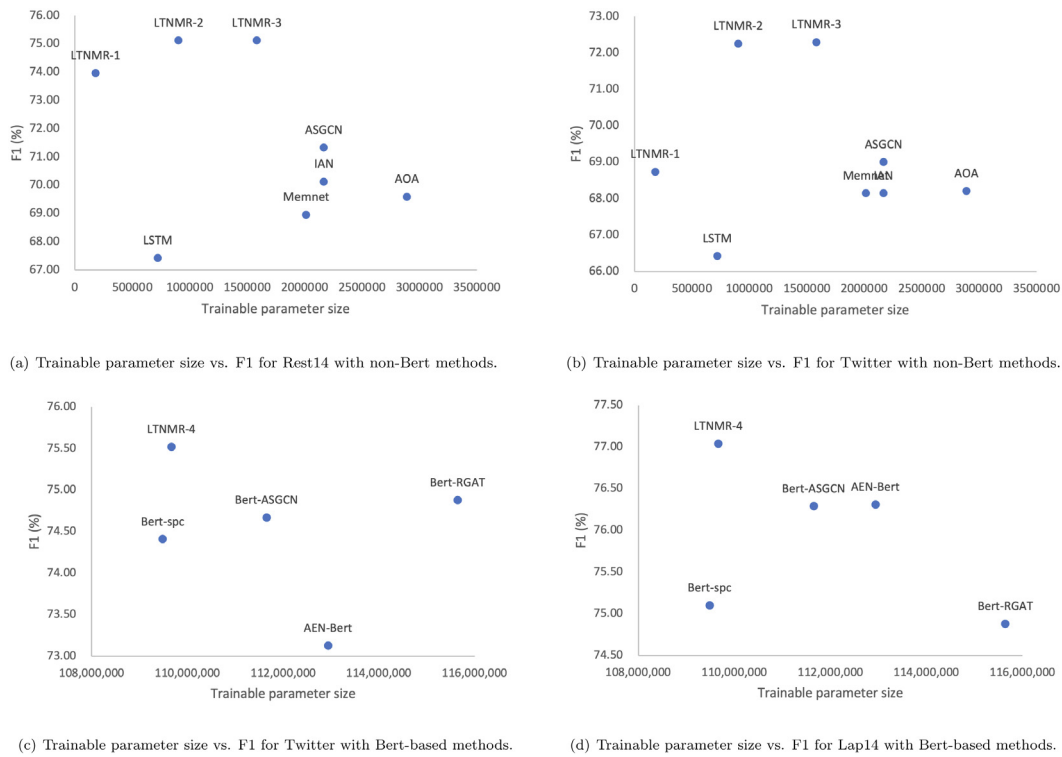 76.00
75.00
74.00
73.00
72.00
71.00
70.00
69.00
68.00
67.00
F1 (%)
LTNMR-1
LTNMR-2
LTNMR-3
ASGCN
IAN
AOA
Memnet
LSTM
0 500000 1000000 1500000 2000000 2500000 3000000 3500000
Trainable parameter size
(a) Trainable parameter size vs. F1 for Rest14 with non-Bert methods.
73.00
72.00
71.00
70.00
69.00
68.00
67.00
66.00
F1 (%)
LTNMR-2
LTNMR-3
LTNMR-1
ASGCN
Memnet
IAN
AOA
LSTM
0 500000 1000000 1500000 2000000 2500000 3000000 3500000
Trainable parameter size
(b) Trainable parameter size vs. F1 for Twitter with non-Bert methods.
76.00
75.50
75.00
74.50
74.00
73.50
73.00
F1 (%)
LTNMR-4
Bert-RGAT
Bert-ASGCN
Bert-spc
AEN-Bert
108,000,000 110,000,000 112,000,000 114,000,000 116,000,000
Trainable parameter size
(c) Trainable parameter size vs. F1 for Twitter with Bert-based methods.
77.50
77.00
76.50
76.00
75.50
75.00
74.50
F1 (%)
LTNMR-4
Bert-ASGCN
AEN-Bert
Bert-spc
Bert-RGAT
108,000,000 110,000,000 112,000,000 114,000,000 116,000,000
Trainable parameter size
(d) Trainable parameter size vs. F1 for Lap14 with Bert-based methods.